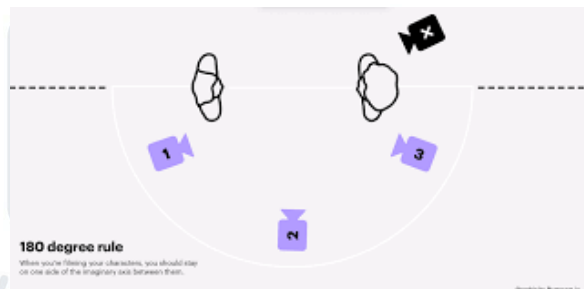 X
1
3
2
180 degree rule
When you're filming your characters, you should stay
on one side of the imaginary axis between them.